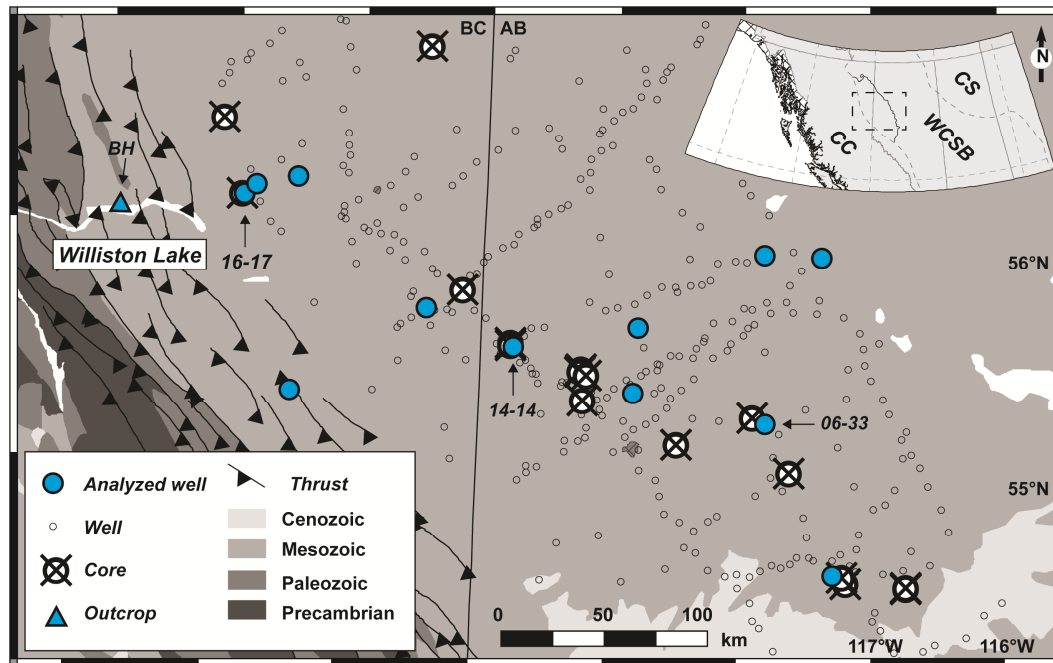 BC AB
N
CS
WCSB
CC
BH
Williston Lake
16-17
56°N
14-14
06-33
55°N
Analyzed well
Well
Core
Outcrop
Thrust
Cenozoic
Mesozoic
Paleozoic
Precambrian
0 50 100
km
117°W 116°W